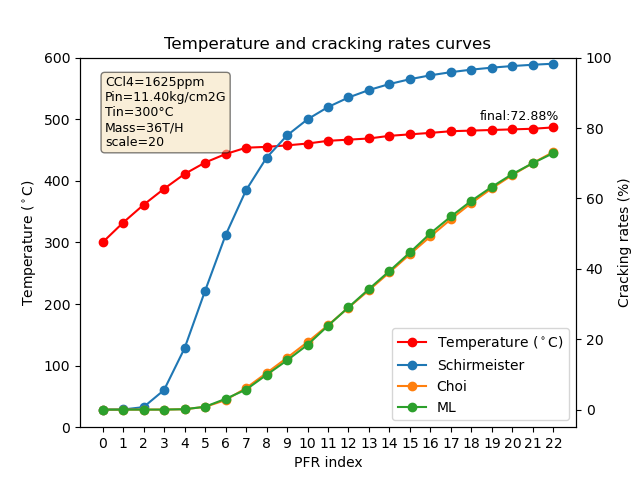 Temperature and cracking rates curves
600
500
400
300
200
100
0
Temperature (°C)
CCl4=1625ppm
Pin=11.40kg/cm2G
Tin=300°C
Mass=36T/H
scale=20
final:72.88%
100
80
60
40
20
0
Cracking rates (%)
Temperature (°C)
Schirmeister
Choi
ML
0 1 2 3 4 5 6 7 8 9 10 11 12 13 14 15 16 17 18 19 20 21 22
PFR index